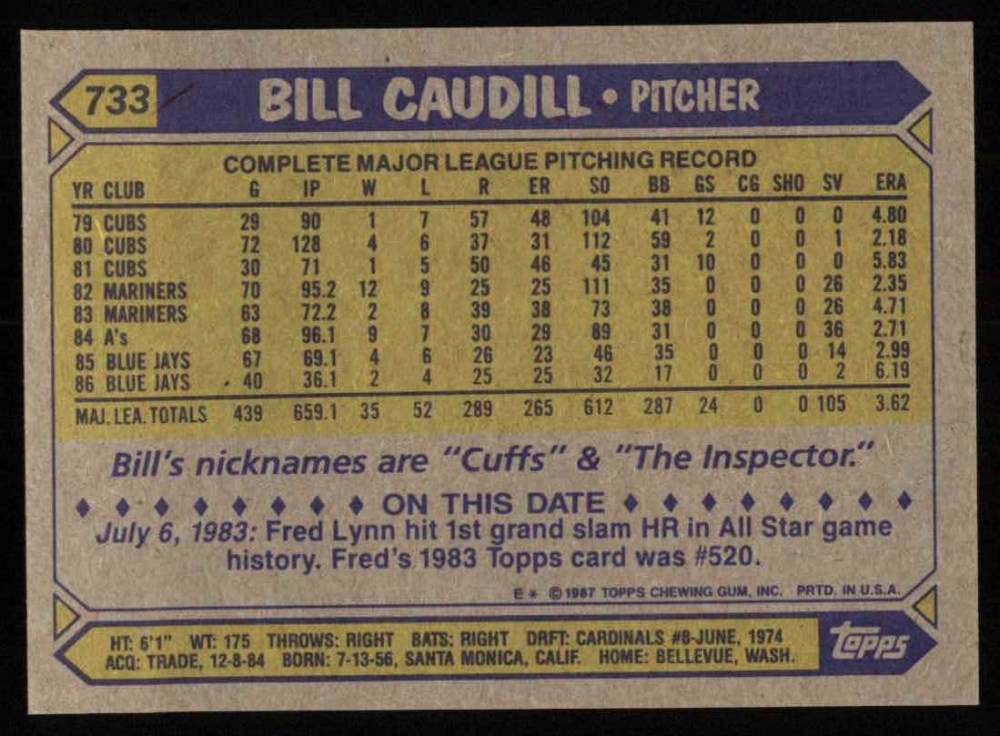 733 BILL CAUDILL • PITCHER
COMPLETE MAJOR LEAGUE PITCHING RECORD
YR CLUB G IP W L R ER SO BB GS CG SHO SV ERA
79 CUBS 29 90 1 7 57 48 104 41 12 0 0 0 4.80
80 CUBS 72 128 4 6 37 31 112 59 2 0 0 1 2.18
81 CUBS 30 71 1 5 50 46 45 31 10 0 0 0 5.83
82 MARINERS 70 95.2 12 9 25 25 111 35 0 0 0 26 2.35
83 MARINERS 63 72.2 2 8 39 38 73 38 0 0 0 26 4.71
84 A's 68 96.1 9 7 30 29 89 31 0 0 0 36 2.71
85 BLUE JAYS 67 69.1 4 6 26 23 46 35 0 0 0 14 2.99
86 BLUE JAYS 40 36.1 2 4 25 25 32 17 0 0 0 2 6.19
MAJ. LEA. TOTALS 439 659.1 35 52 289 265 612 287 24 0 0 105 3.62
Bill's nicknames are "Cuffs" & "The Inspector."
♦ ♦ ♦ ♦ ♦ ♦ ♦ ♦ ON THIS DATE ♦ ♦ ♦ ♦ ♦ ♦ ♦ ♦
July 6, 1983: Fred Lynn hit 1st grand slam HR in All Star game
history. Fred's 1983 Topps card was #520.
E* ©1987 TOPPS CHEWING GUM, INC. PRTD. IN U.S.A.
HT: 6'1" WT: 175 THROWS: RIGHT BATS: RIGHT DRFT: CARDINALS #8-JUNE, 1974
ACQ: TRADE, 12-8-84 BORN: 7-13-56, SANTA MONICA, CALIF. HOME: BELLEVUE, WASH.
topps